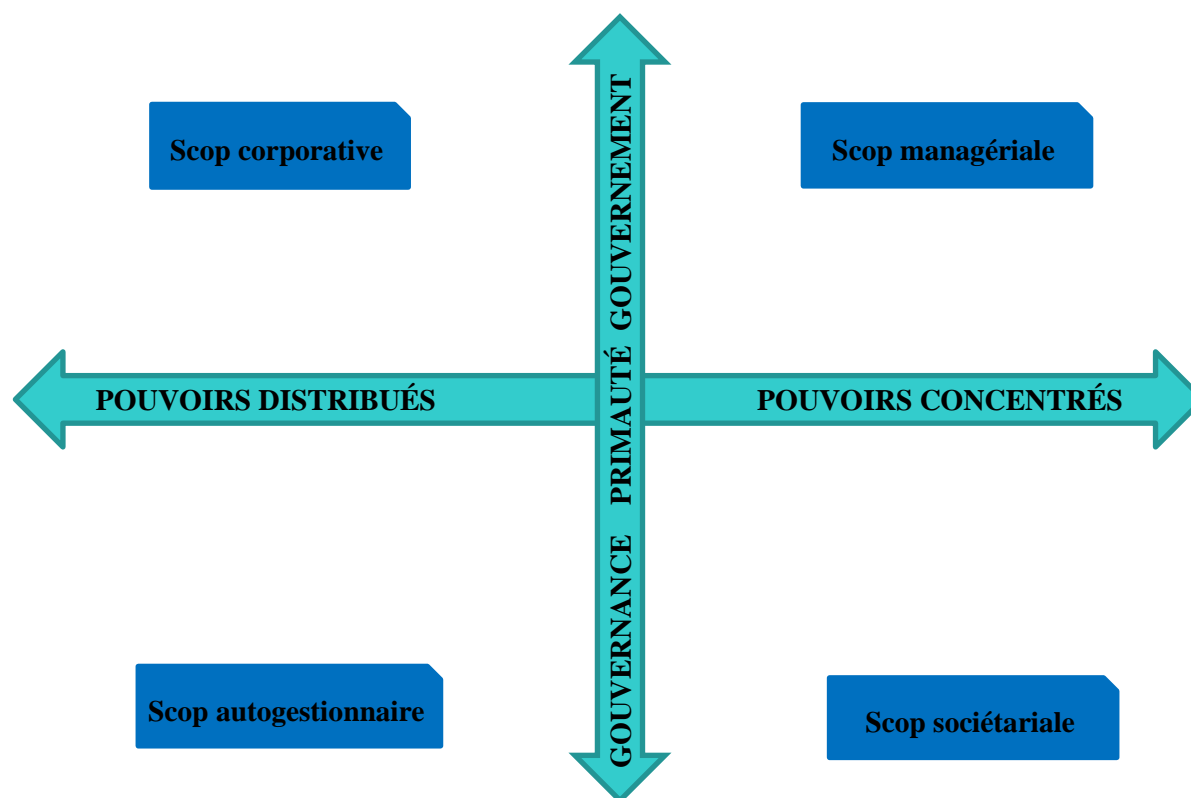 Scop corporative
Scop managériale
GOUVERNANCE PRIMAUTÉ GOUVERNEMENT
POUVOIRS DISTRIBUÉS
POUVOIRS CONCENTRÉS
Scop autogestionnaire
Scop sociétariale